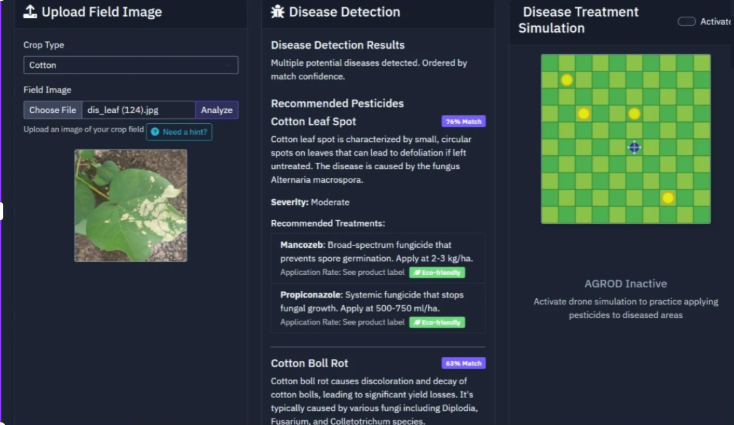 Upload Field Image
Crop Type
Cotton
Field Image
Choose File dis_leaf (124).jpg Analyze
Upload an image of your crop field Need a hint?
Disease Detection
Disease Detection Results
Multiple potential diseases detected. Ordered by
match confidence.
Recommended Pesticides
Cotton Leaf Spot 76% Match
Cotton leaf spot is characterized by small, circular
spots on leaves that can lead to defoliation if left
untreated. The disease is caused by the fungus
Alternaria macrospora.
Severity: Moderate
Recommended Treatments:
Mancozeb: Broad-spectrum fungicide that
prevents spore germination. Apply at 2-3 kg/ha.
Application Rate: See product label Eco-friendly
Propiconazole: Systemic fungicide that stops
fungal growth. Apply at 500-750 ml/ha.
Application Rate: See product label Eco-friendly
Cotton Boll Rot 63% Match
Cotton boll rot causes discoloration and decay of
cotton bolls, leading to significant yield losses. It's
typically caused by various fungi including Diplodia,
Fusarium, and Colletotrichum species.
Disease Treatment
Simulation
Activat
AGROD Inactive
Activate drone simulation to practice applying
pesticides to diseased areas